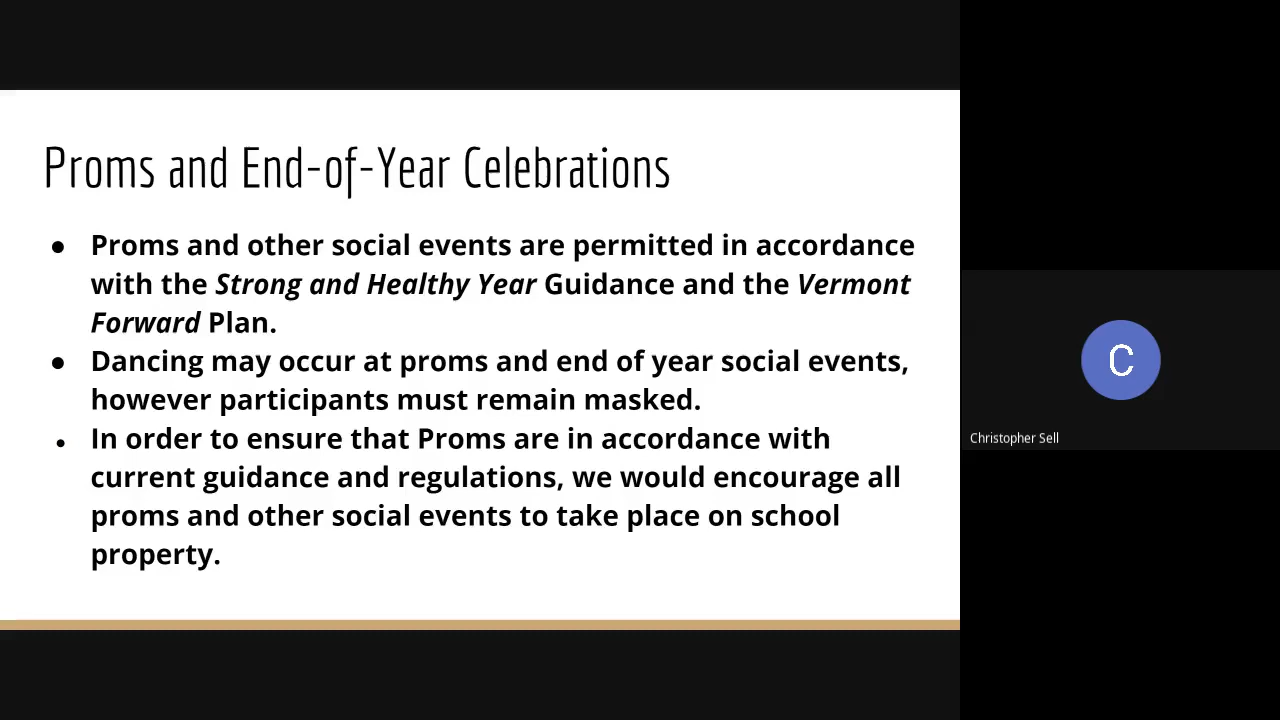 Proms and End-of-Year Celebrations
● Proms and other social events are permitted in accordance
with the Strong and Healthy Year Guidance and the Vermont
Forward Plan.
● Dancing may occur at proms and end of year social events,
however participants must remain masked.
● In order to ensure that Proms are in accordance with
current guidance and regulations, we would encourage all
proms and other social events to take place on school
property.
C
Christopher Sell